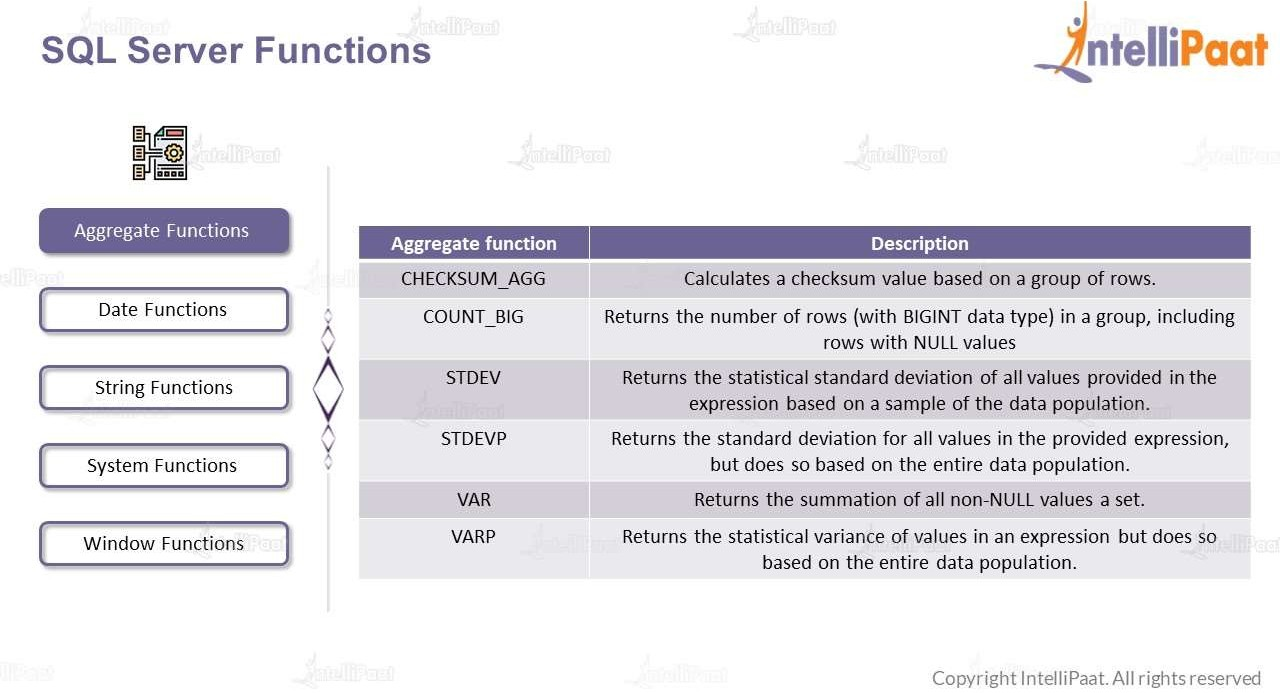 SQL Server Functions
IntelliPaat
Aggregate Functions
Date Functions
String Functions
System Functions
Window Functions
Aggregate function Description
CHECKSUM_AGG Calculates a checksum value based on a group of rows.
COUNT_BIG Returns the number of rows (with BIGINT data type) in a group, including
rows with NULL values
STDEV Returns the statistical standard deviation of all values provided in the
expression based on a sample of the data population.
STDEVP Returns the standard deviation for all values in the provided expression,
but does so based on the entire data population.
VAR Returns the summation of all non-NULL values a set.
VARP Returns the statistical variance of values in an expression but does so
based on the entire data population.
Copyright IntelliPaat. All rights reserved